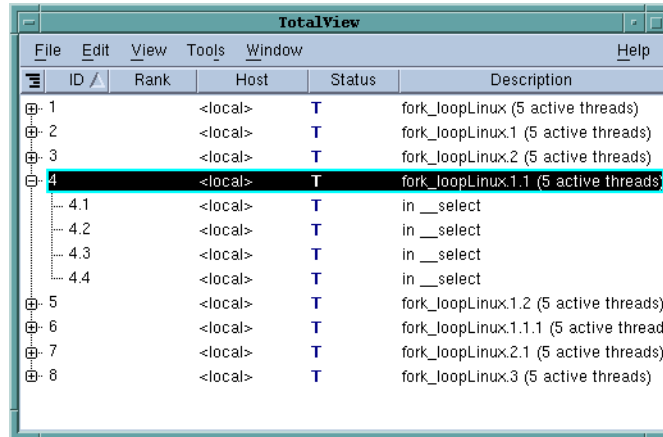 TotalView
File Edit View Tools Window Help
ID Rank Host Status Description
1 <local> T fork_loopLinux (5 active threads)
2 <local> T fork_loopLinux.1 (5 active threads)
3 <local> T fork_loopLinux.2 (5 active threads)
4 <local> T fork_loopLinux.1.1 (5 active threads)
4.1 <local> T in __select
4.2 <local> T in __select
4.3 <local> T in __select
4.4 <local> T in __select
5 <local> T fork_loopLinux.1.2 (5 active threads)
6 <local> T fork_loopLinux.1.1.1 (5 active thread
7 <local> T fork_loopLinux.2.1 (5 active threads)
8 <local> T fork_loopLinux.3 (5 active threads)